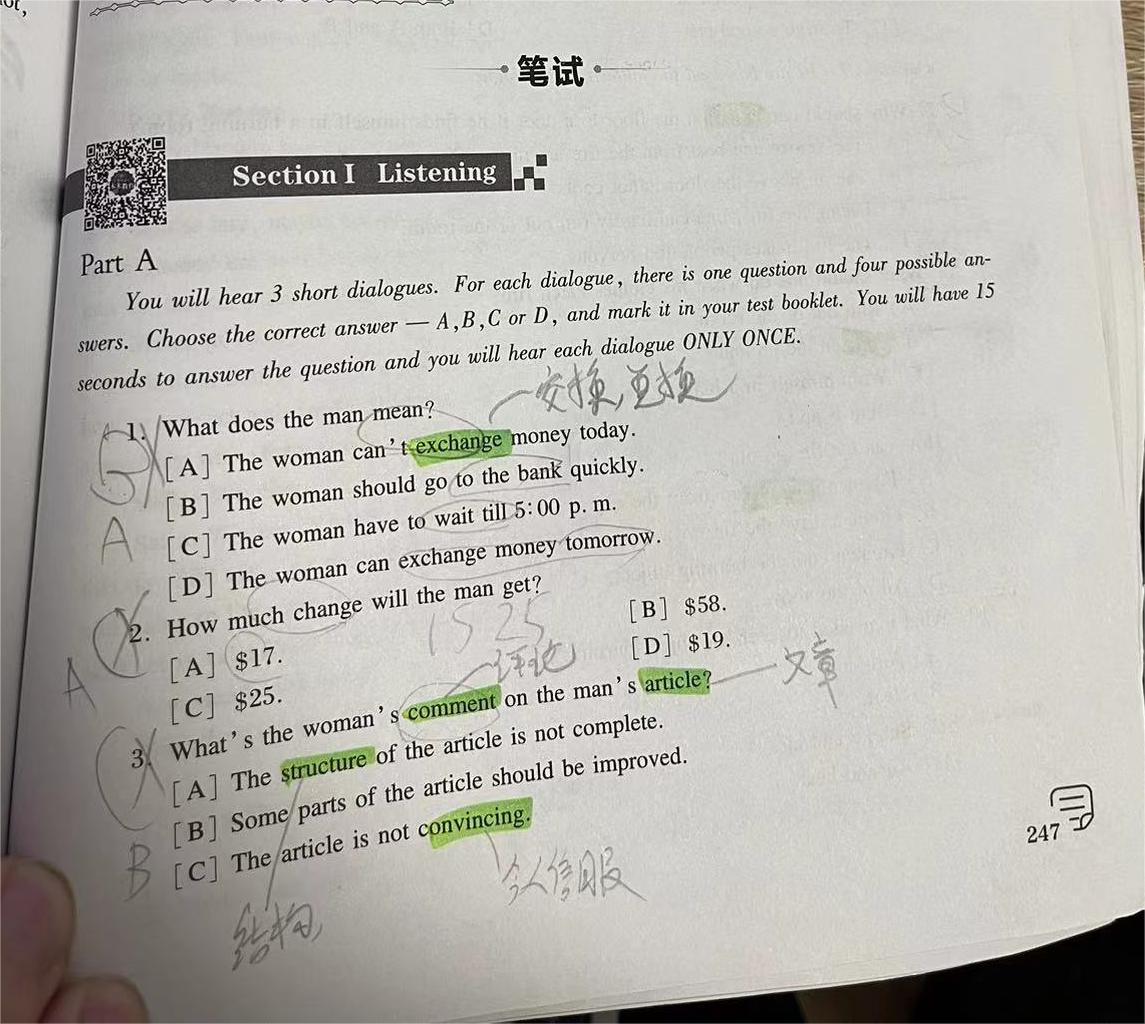 笔试
Section I Listening
Part A
You will hear 3 short dialogues. For each dialogue, there is one question and four possible an-
swers. Choose the correct answer — A,B,C or D, and mark it in your test booklet. You will have 15
seconds to answer the question and you will hear each dialogue ONLY ONCE.
1. What does the man mean?
[A] The woman can't exchange money today.
[B] The woman should go to the bank quickly.
A
[C] The woman have to wait till 5:00 p. m.
[D] The woman can exchange money tomorrow.
2. How much change will the man get?
[A] $17.
[B] $58.
A
[C] $25.
[D] $19.
15 25
评论
文章
3. What's the woman's comment on the man's article?
[A] The structure of the article is not complete.
[B] Some parts of the article should be improved.
B
[C] The article is not convincing.
令人信服
结构
247